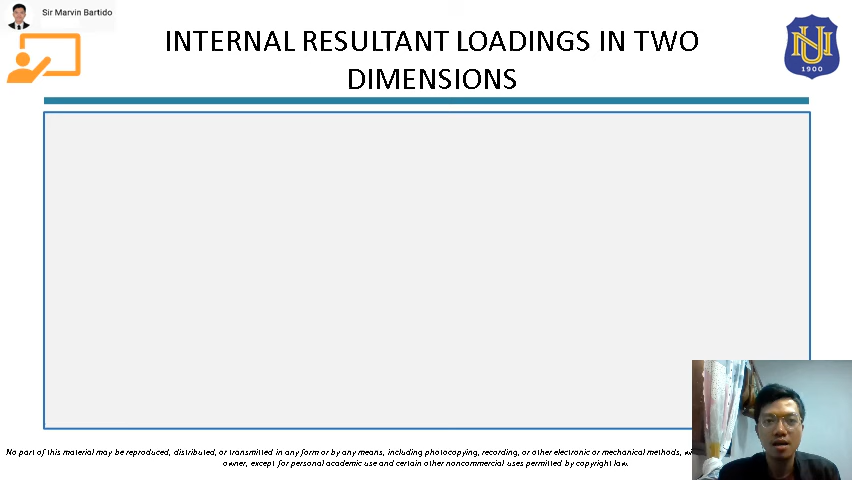 Sir Marvin Bartido
INTERNAL RESULTANT LOADINGS IN TWO
DIMENSIONS
NU
1900
No part of this material may be reproduced, distributed, or transmitted in any form or by any means, including photocopying, recording, or other electronic or mechanical methods,
owner, except for personal academic use and certain other noncommercial uses permitted by copyright law.